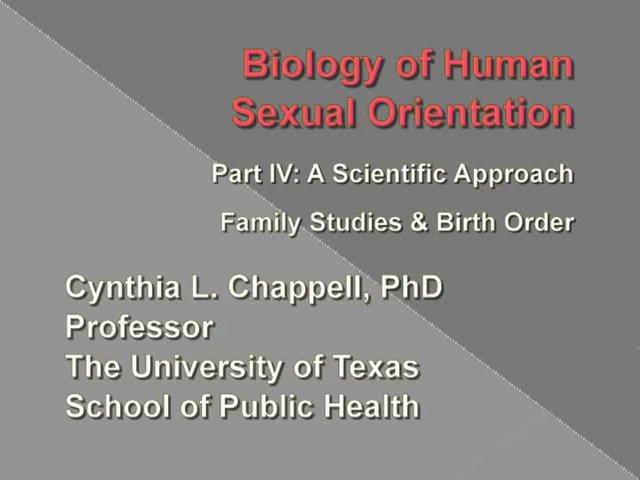 Biology of Human
Sexual Orientation
Part IV: A Scientific Approach
Family Studies & Birth Order
Cynthia L. Chappell, PhD
Professor
The University of Texas
School of Public Health